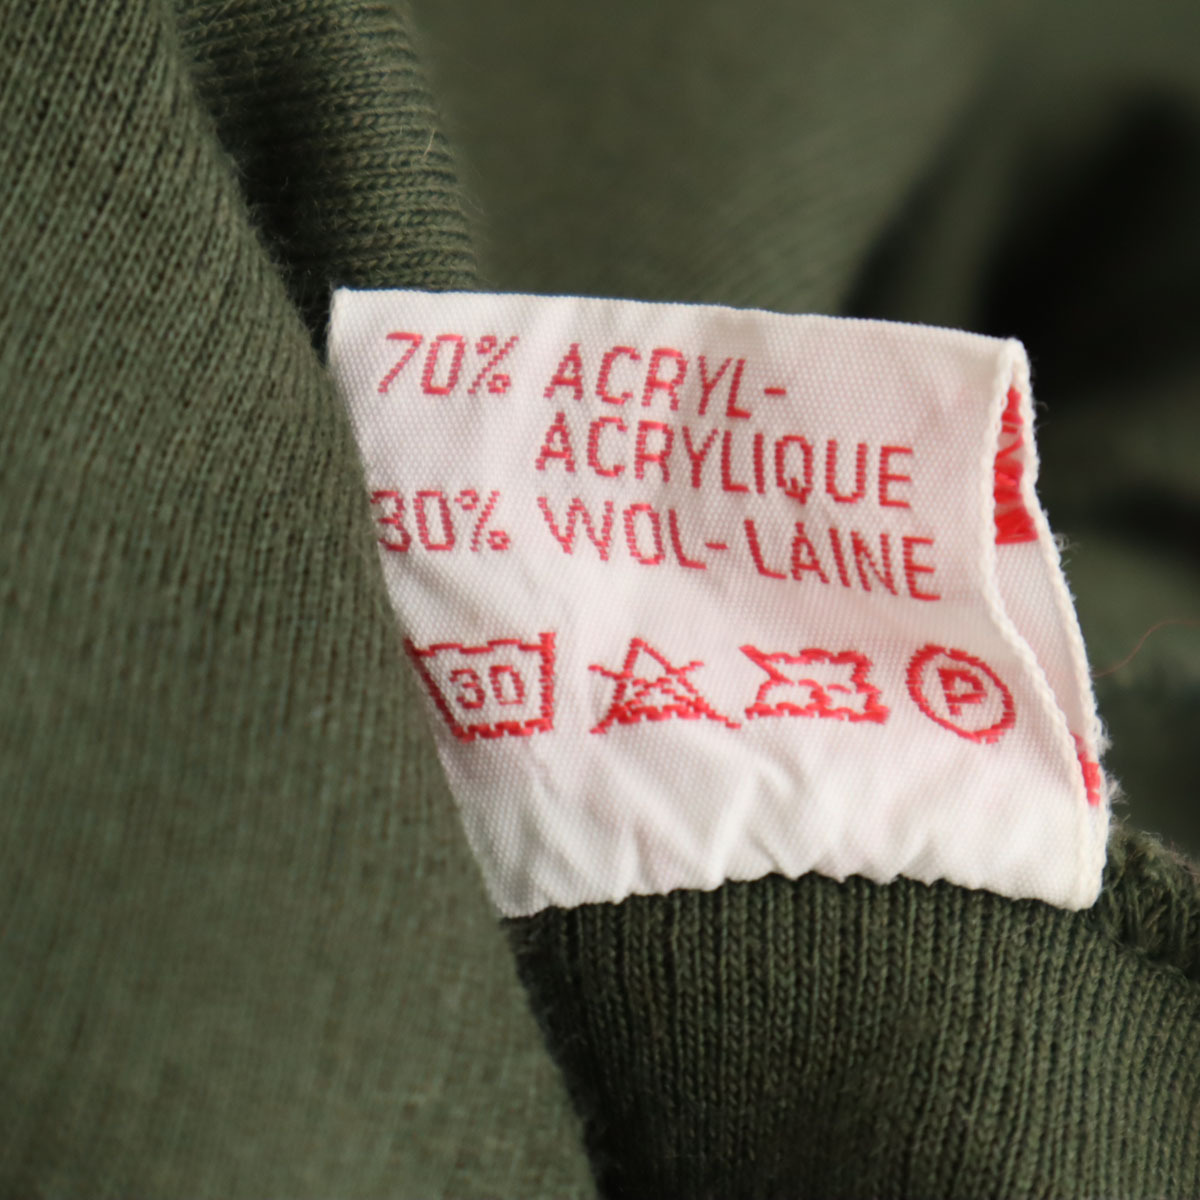 70% ACRYL-
ACRYLIQUE
30% WOL-LAINE
30 P